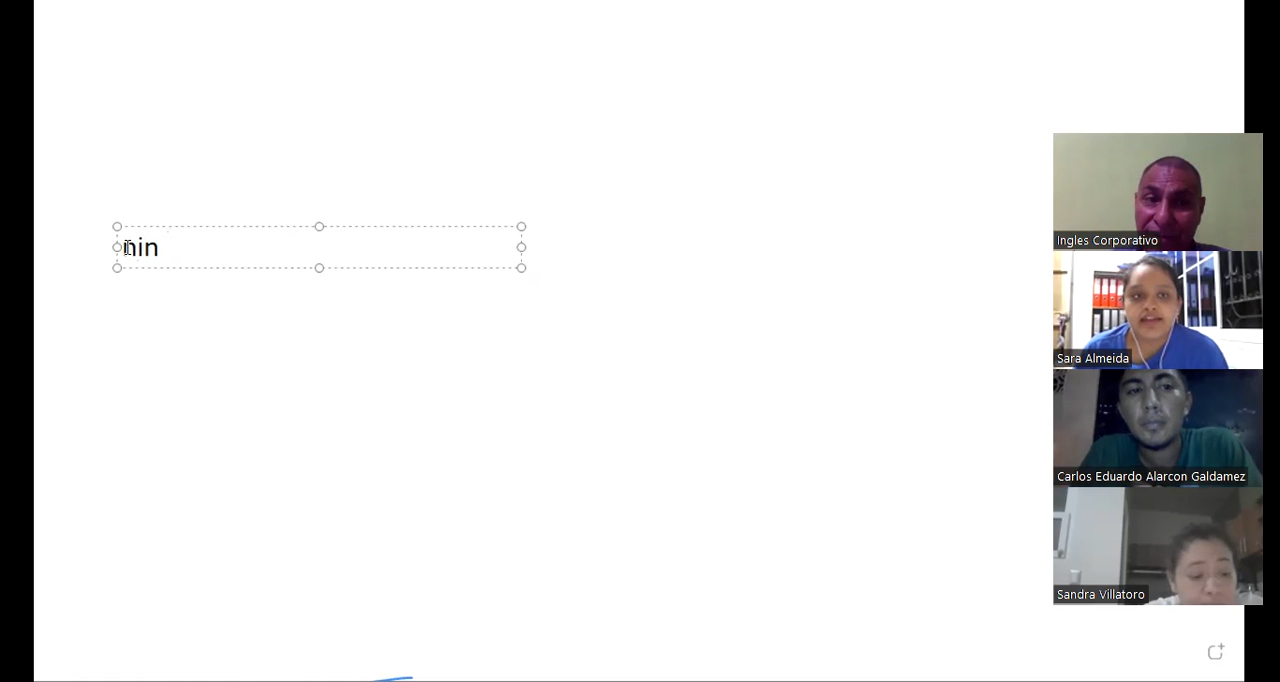 nin
Ingles Corporativo
Sara Almeida
Carlos Eduardo Alarcon Galdamez
Sandra Villatoro